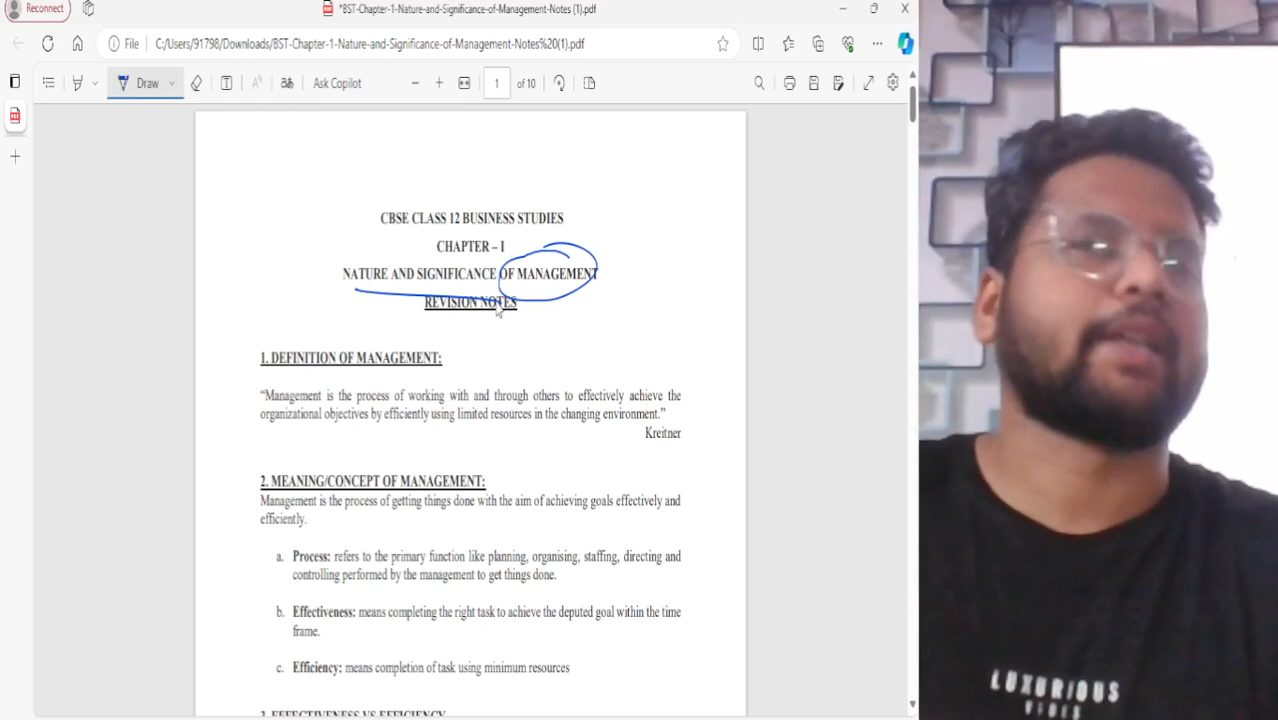 Reconnect
*BST-Chapter-1-Nature-and-Significance-of-Management-Notes (1).pdf
File C:/Users/91798/Downloads/BST-Chapter-1-Nature-and-Significance-of-Management-Notes%20(1).pdf
Draw
Ask Copilot
1 of 10
CBSE CLASS 12 BUSINESS STUDIES
CHAPTER – I
NATURE AND SIGNIFICANCE OF MANAGEMENT
REVISION NOTES
1. DEFINITION OF MANAGEMENT:
“Management is the process of working with and through others to effectively achieve the
organizational objectives by efficiently using limited resources in the changing environment.”
Kreitner
2. MEANING/CONCEPT OF MANAGEMENT:
Management is the process of getting things done with the aim of achieving goals effectively and
efficiently.
a. Process: refers to the primary function like planning, organising, staffing, directing and
controlling performed by the management to get things done.
b. Effectiveness: means completing the right task to achieve the deputed goal within the time
frame.
c. Efficiency: means completion of task using minimum resources
3. EFFECTIVENESS VS EFFICIENCY
LUXURIOUS
VIBES